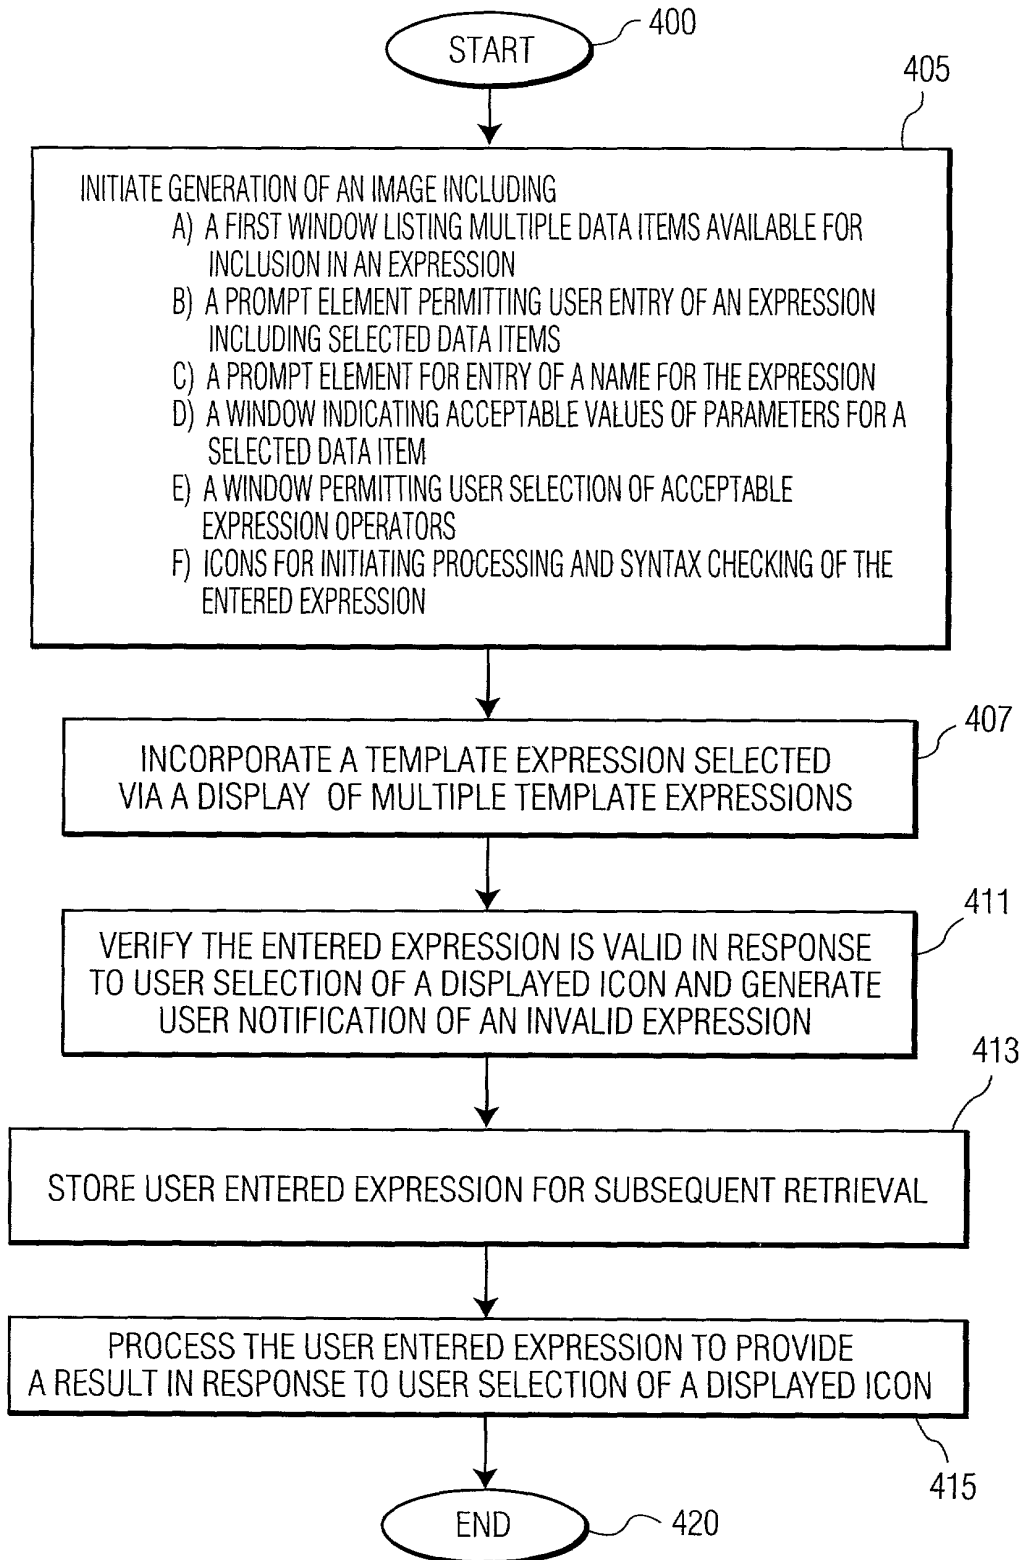 START
400
405
INITIATE GENERATION OF AN IMAGE INCLUDING
A) A FIRST WINDOW LISTING MULTIPLE DATA ITEMS AVAILABLE FOR
INCLUSION IN AN EXPRESSION
B) A PROMPT ELEMENT PERMITTING USER ENTRY OF AN EXPRESSION
INCLUDING SELECTED DATA ITEMS
C) A PROMPT ELEMENT FOR ENTRY OF A NAME FOR THE EXPRESSION
D) A WINDOW INDICATING ACCEPTABLE VALUES OF PARAMETERS FOR A
SELECTED DATA ITEM
E) A WINDOW PERMITTING USER SELECTION OF ACCEPTABLE
EXPRESSION OPERATORS
F) ICONS FOR INITIATING PROCESSING AND SYNTAX CHECKING OF THE
ENTERED EXPRESSION
407
INCORPORATE A TEMPLATE EXPRESSION SELECTED
VIA A DISPLAY OF MULTIPLE TEMPLATE EXPRESSIONS
411
VERIFY THE ENTERED EXPRESSION IS VALID IN RESPONSE
TO USER SELECTION OF A DISPLAYED ICON AND GENERATE
USER NOTIFICATION OF AN INVALID EXPRESSION
413
STORE USER ENTERED EXPRESSION FOR SUBSEQUENT RETRIEVAL
PROCESS THE USER ENTERED EXPRESSION TO PROVIDE
A RESULT IN RESPONSE TO USER SELECTION OF A DISPLAYED ICON
415
END
420